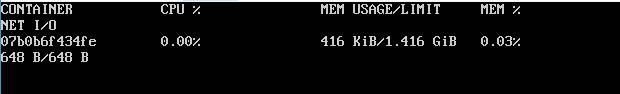 CONTAINER CPU % MEM USAGE/LIMIT MEM %
NET I/O
07b0b6f434fe 0.00% 416 KiB/1.416 GiB 0.03%
648 B/648 B